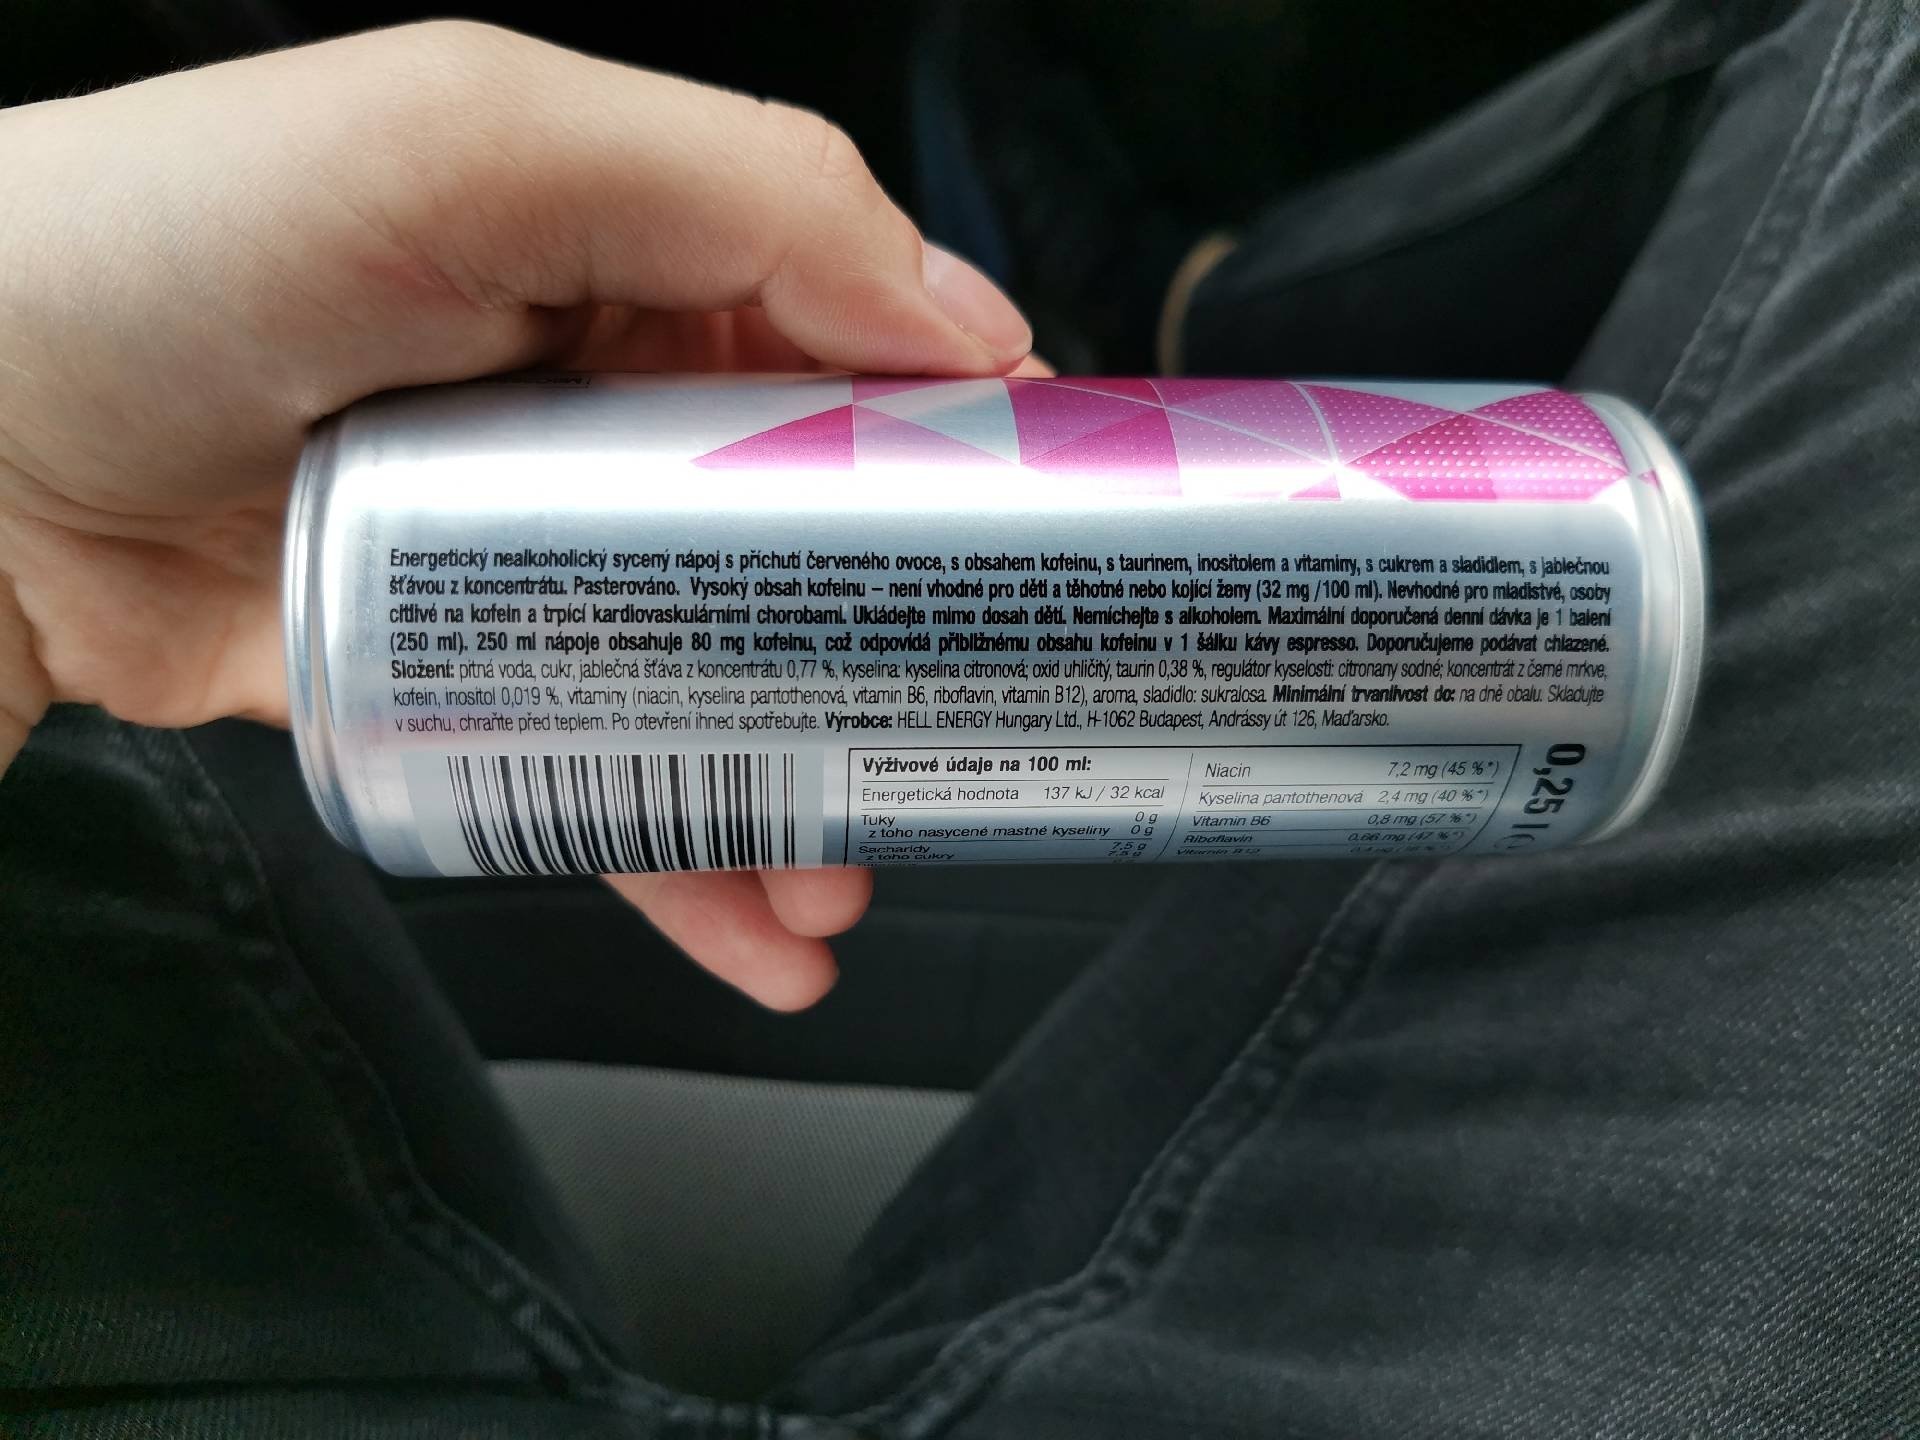 Energetický nealkoholický sycený nápoj s příchutí červeného ovoce, s obsahem kofeinu, s taurinem, inositolem a vitaminy, s cukrem a sladidlem, s jablečnou
šťávou z koncentrátu. Pasterováno. Vysoký obsah kofeinu – není vhodné pro děti a těhotné nebo kojící ženy (32 mg /100 ml). Nevhodné pro mladistvé, osoby
citlivé na kofein a trpící kardiovaskulárními chorobami. Ukládejte mimo dosah dětí. Nemíchejte s alkoholem. Maximální doporučená denní dávka je 1 balení
(250 ml). 250 ml nápoje obsahuje 80 mg kofeinu, což odpovídá přibližnému obsahu kofeinu v 1 šálku kávy espresso. Doporučujeme podávat chlazené.
Složení: pitná voda, cukr, jablečná šťáva z koncentrátu 0,77 %, kyselina: kyselina citronová; oxid uhličitý, taurin 0,38 %, regulátor kyselosti: citronany sodné; koncentrát z černé mrkve,
kofein, inositol 0,019 %, vitaminy (niacin, kyselina pantothenová, vitamin B6, riboflavin, vitamin B12), aroma, sladidlo: sukralosa. Minimální trvanlivost do: na dně obalu. Skladujte
v suchu, chraňte před teplem. Po otevření ihned spotřebujte. Výrobce: HELL ENERGY Hungary Ltd., H-1062 Budapest, Andrássy út 126, Maďarsko.
Výživové údaje na 100 ml:
Energetická hodnota 137 kJ / 32 kcal
Tuky 0 g
z toho nasycené mastné kyseliny 0 g
Sacharidy 7,5 g
z toho cukry 7,5 g
Niacin 7,2 mg (45 %*)
Kyselina pantothenová 2,4 mg (40 %*)
Vitamin B6 0,8 mg (57 %*)
Riboflavin 0,66 mg (47 %*)
Vitamin B12
0,25 l